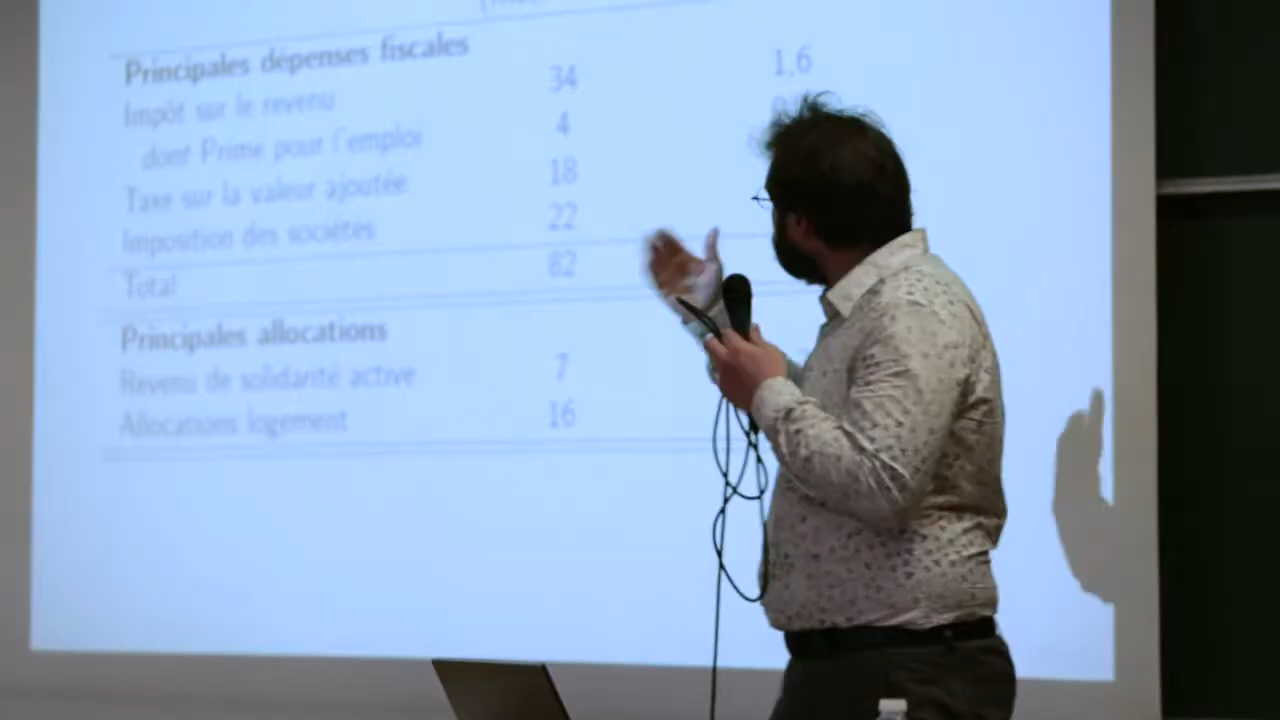 Principales dépenses fiscales
Impôt sur le revenu 34 1,6
dont Prime pour l'emploi 4
Taxe sur la valeur ajoutée 18
Imposition des sociétés 22
Total 82
Principales allocations
Revenu de solidarité active 7
Allocations logement 16